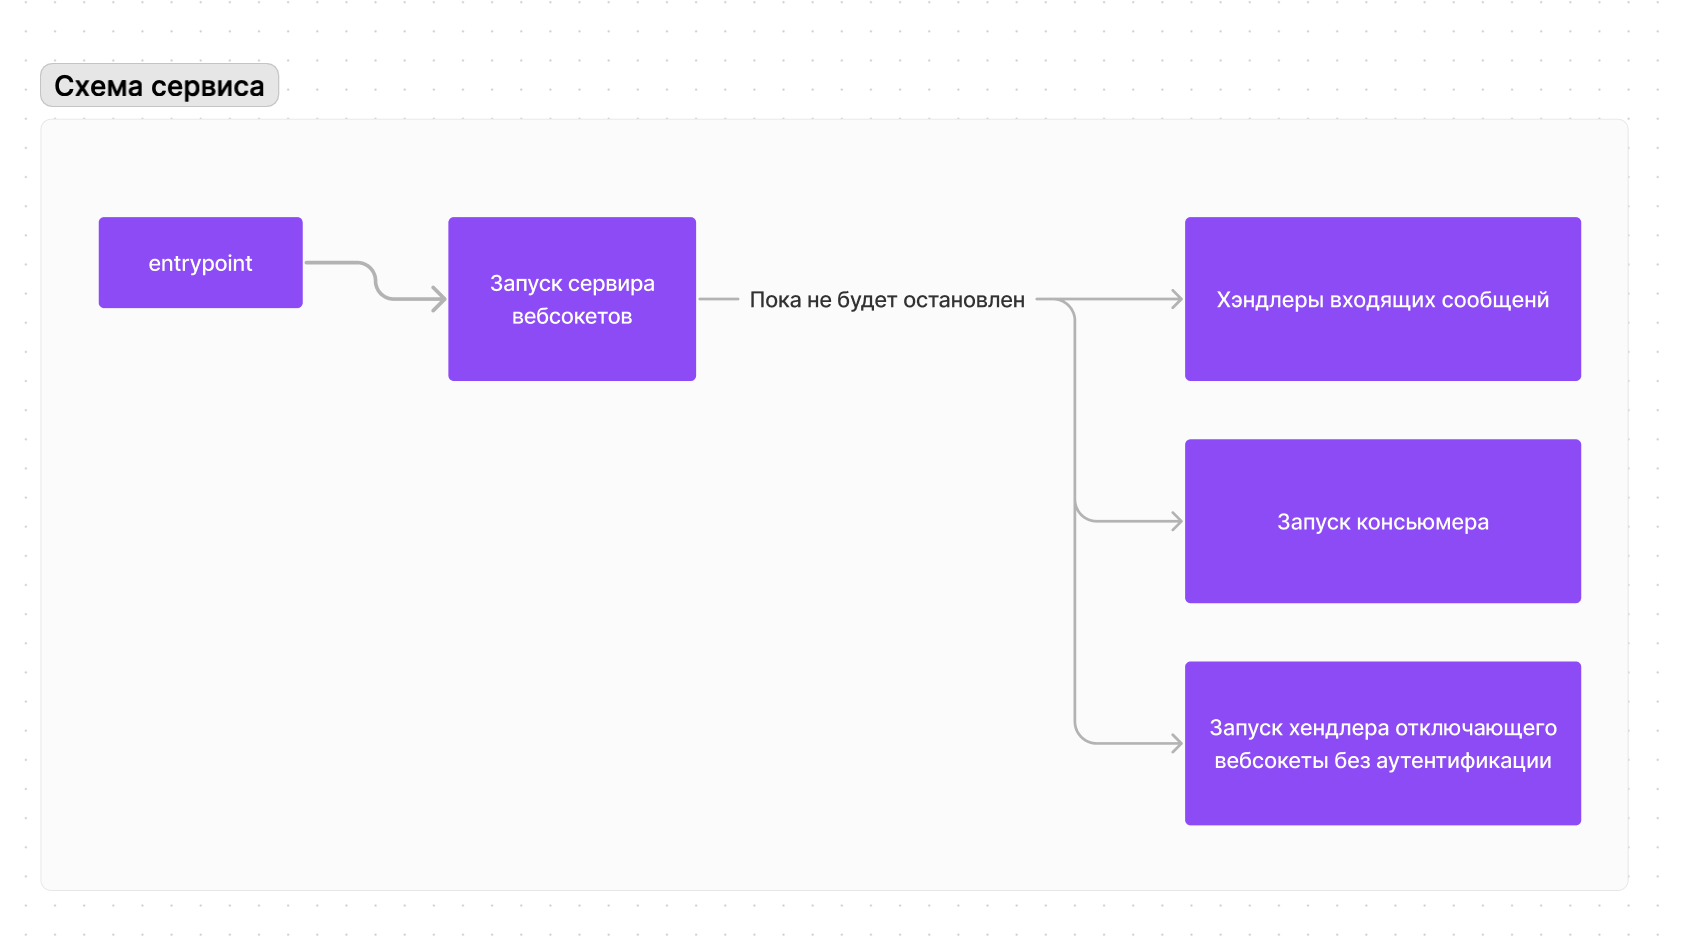 Схема сервиса
entrypoint
Запуск сервира
вебсокетов
Пока не будет остановлен
Хэндлеры входящих сообщенй
Запуск консьюмера
Запуск хендлера отключающего
вебсокеты без аутентификации